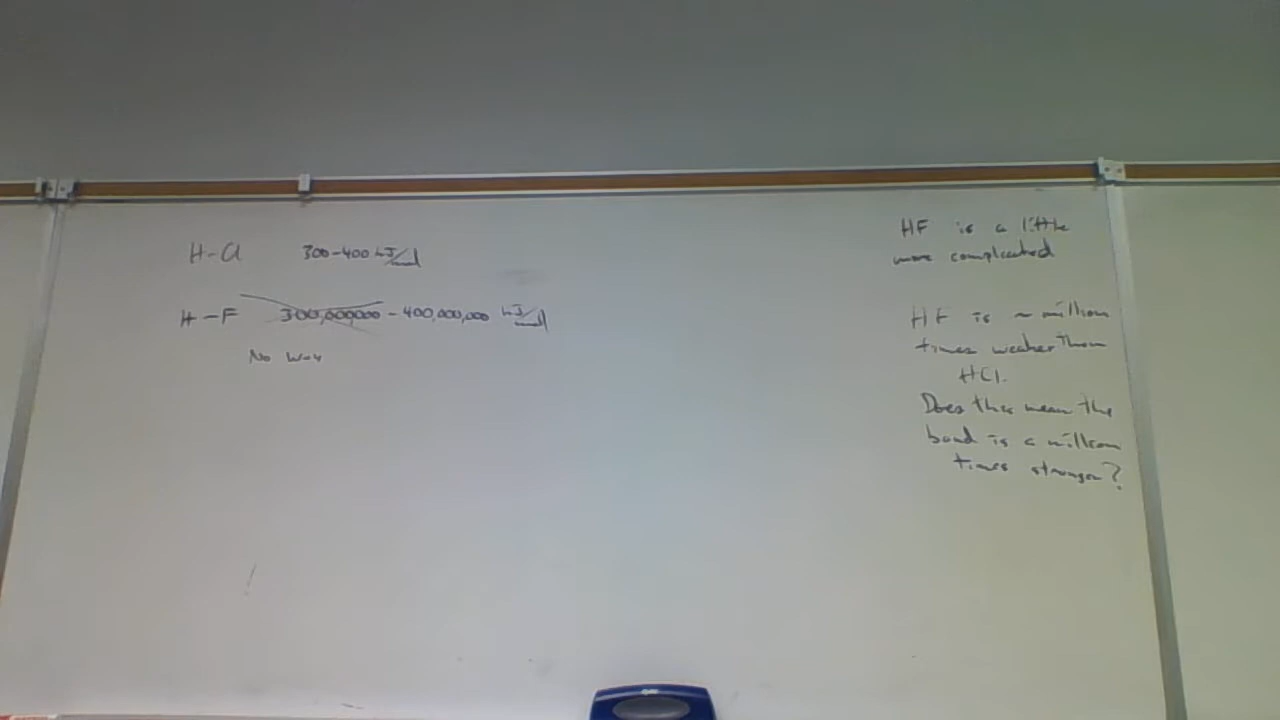 H-Cl 300-400 kJ/mol
H-F 300,000,000 - 400,000,000 kJ/mol
No way
HF is a little
more complicated
HF is ~ million
times weaker than
HCl.
Does this mean the
bond is a million
times stronger?